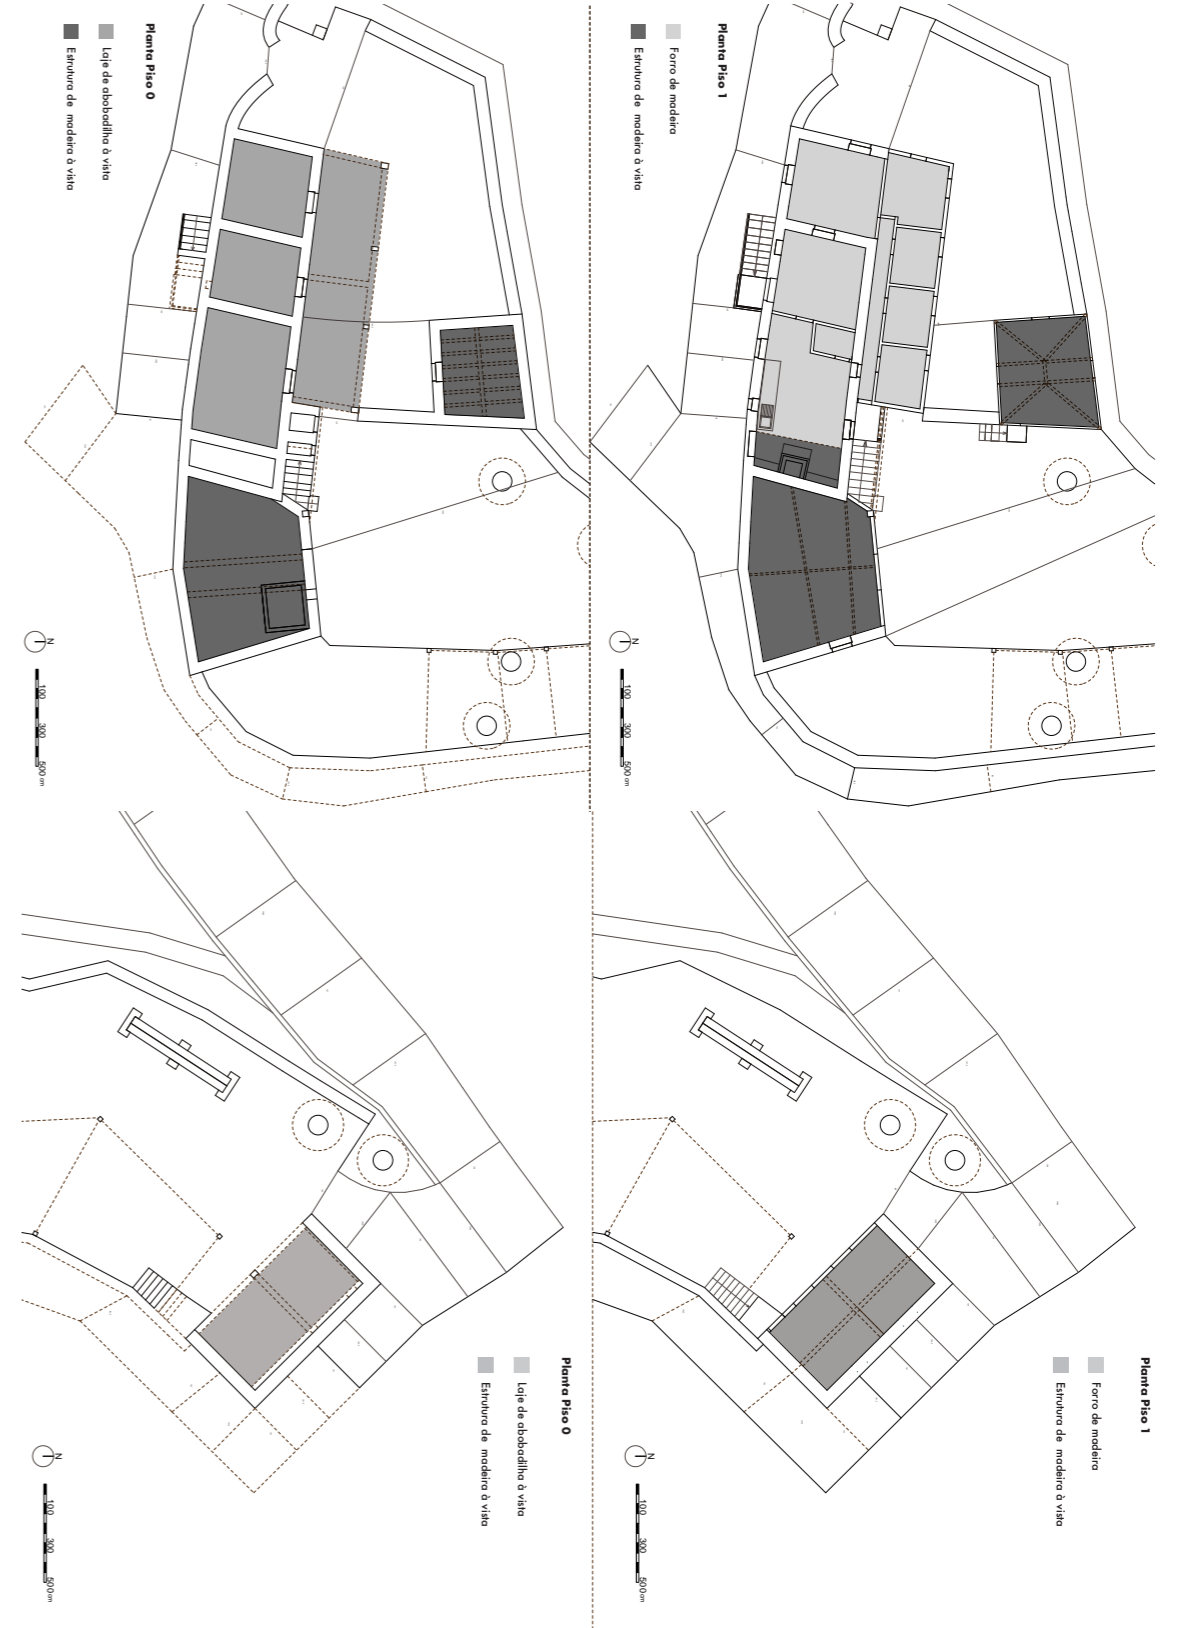 Planta Piso 0
Laje de abobadilha à vista
Estrutura de madeira à vista
N
100
300
500 cm
Planta Piso 1
Forro de madeira
Estrutura de madeira à vista
N
100
300
500 cm
Planta Piso 0
Laje de abobadilha à vista
Estrutura de madeira à vista
N
100
300
500 cm
Planta Piso 1
Forro de madeira
Estrutura de madeira à vista
N
100
300
500 cm